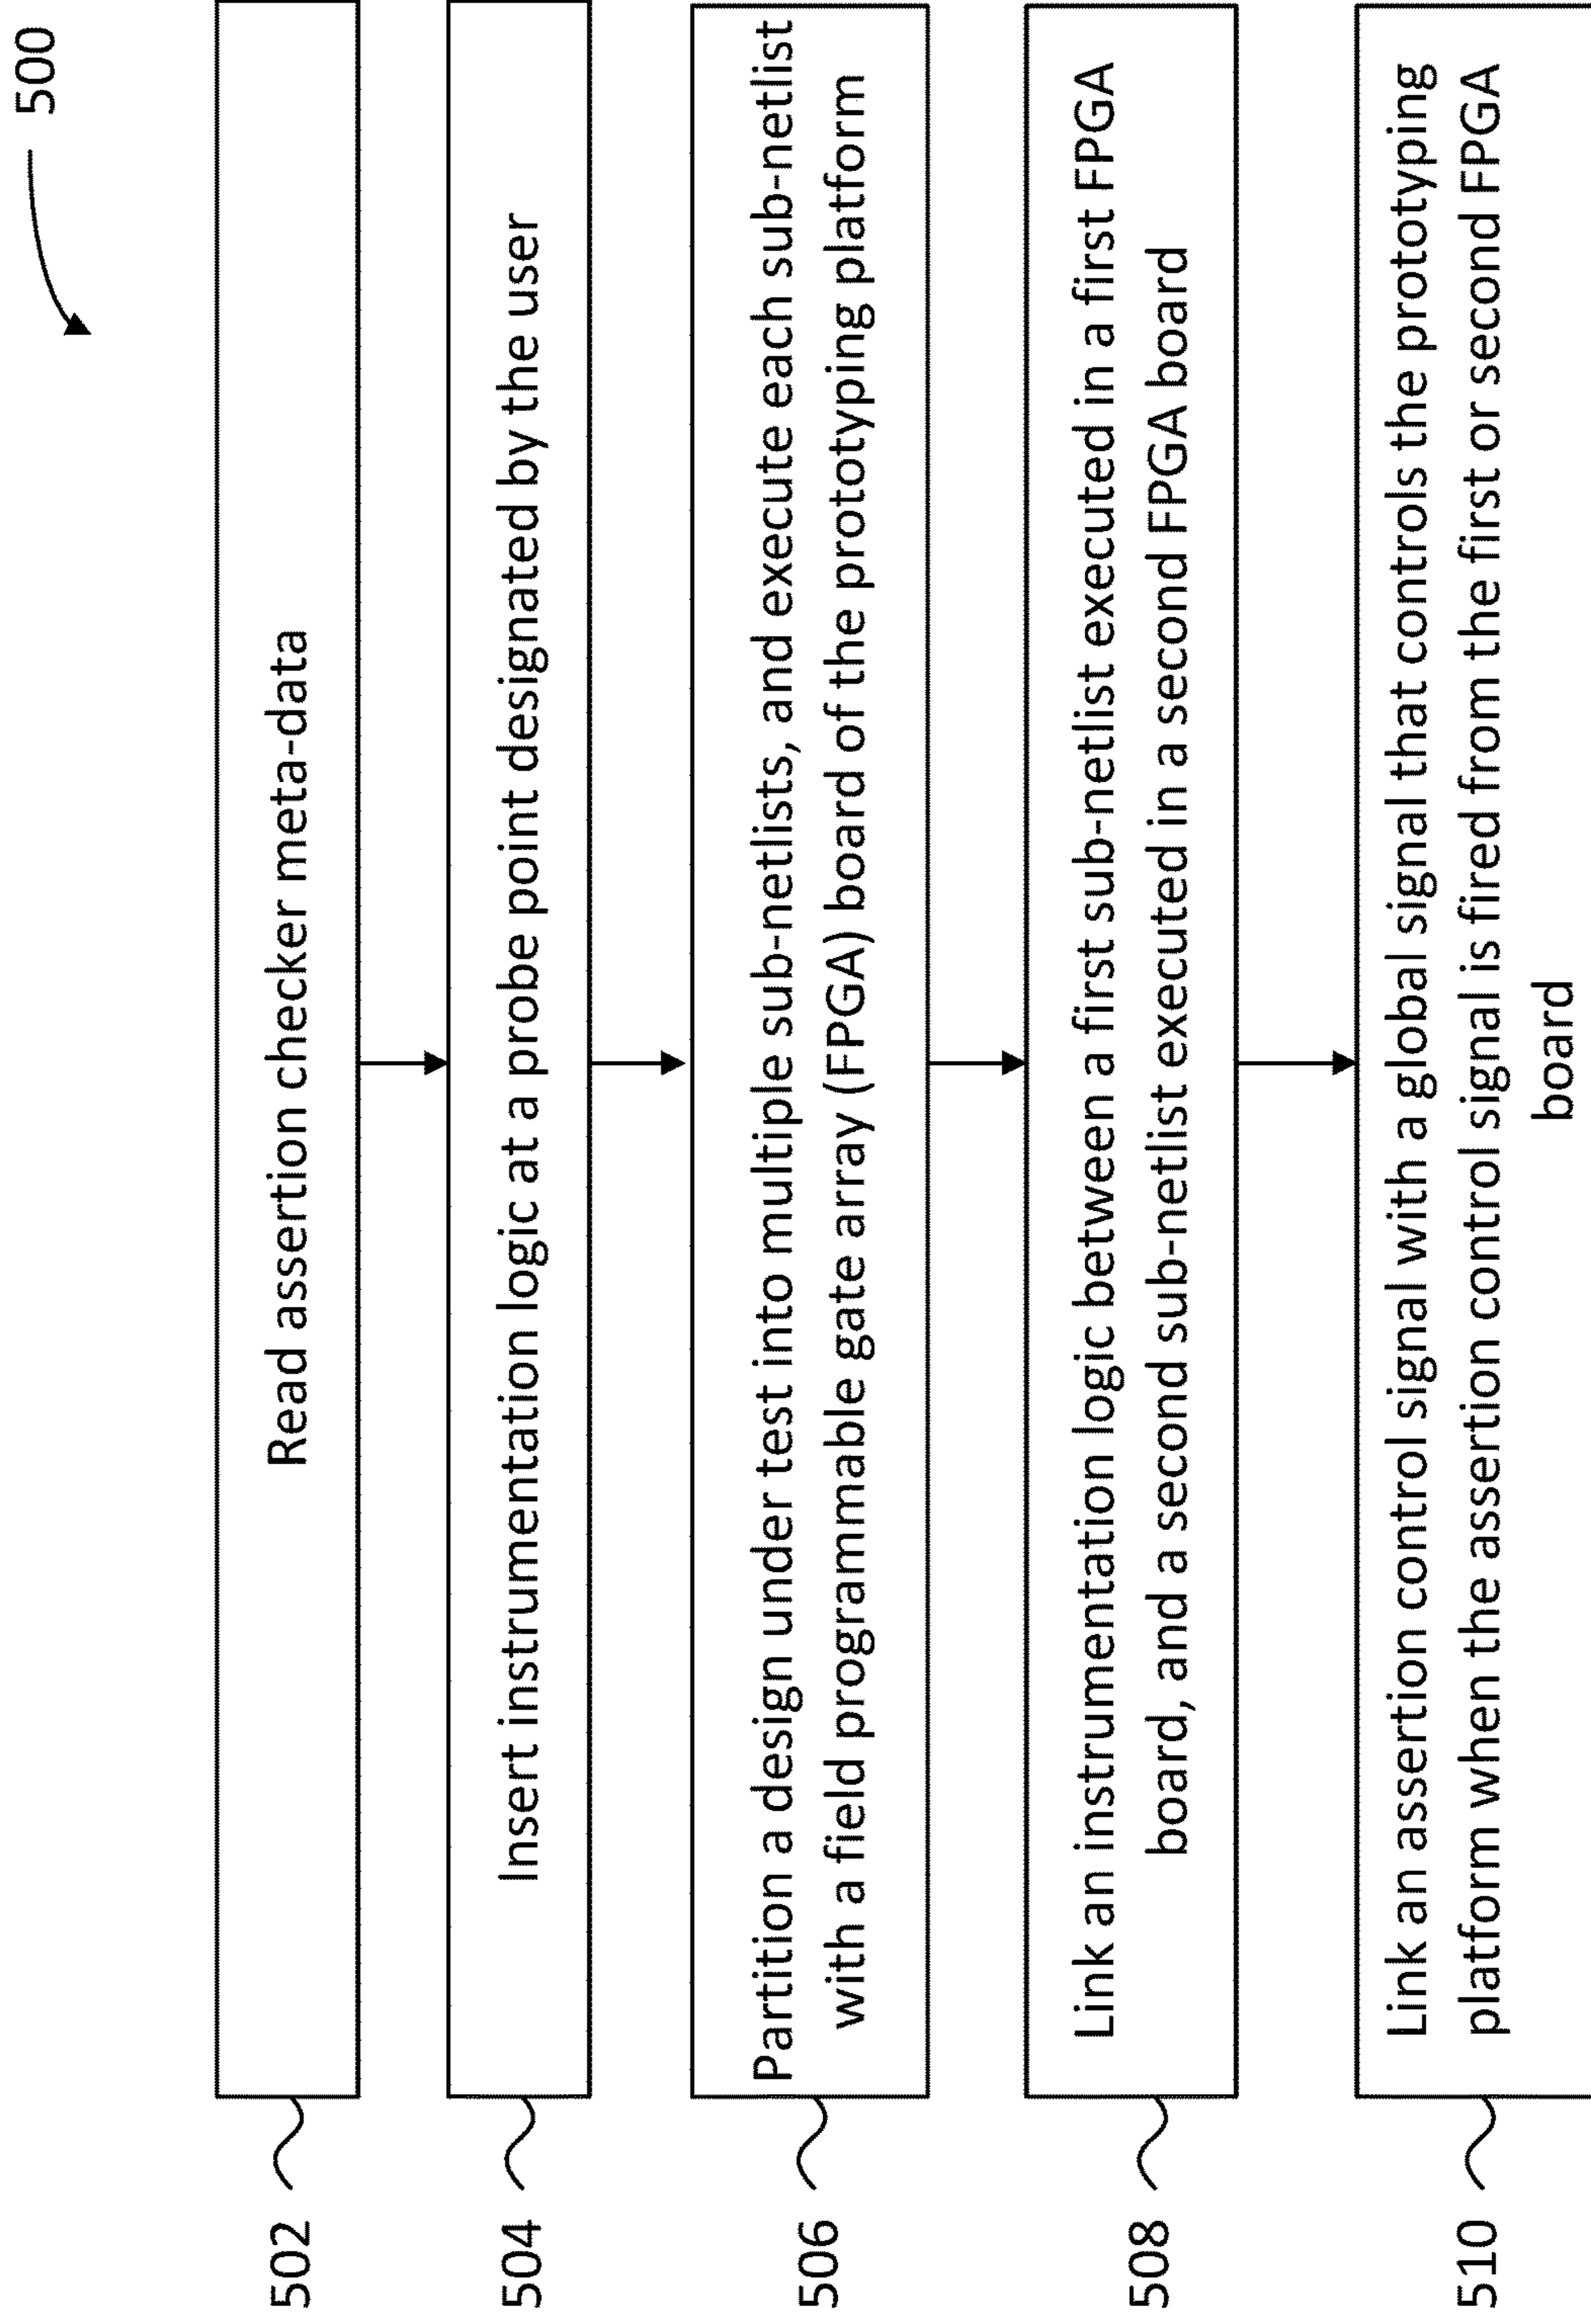 500
502
Read assertion checker meta-data
504
Insert instrumentation logic at a probe point designated by the user
506
Partition a design under test into multiple sub-netlists, and execute each sub-netlist
with a field programmable gate array (FPGA) board of the prototyping platform
508
Link an instrumentation logic between a first sub-netlist executed in a first FPGA
board, and a second sub-netlist executed in a second FPGA board
510
Link an assertion control signal with a global signal that controls the prototyping
platform when the assertion control signal is fired from the first or second FPGA
board